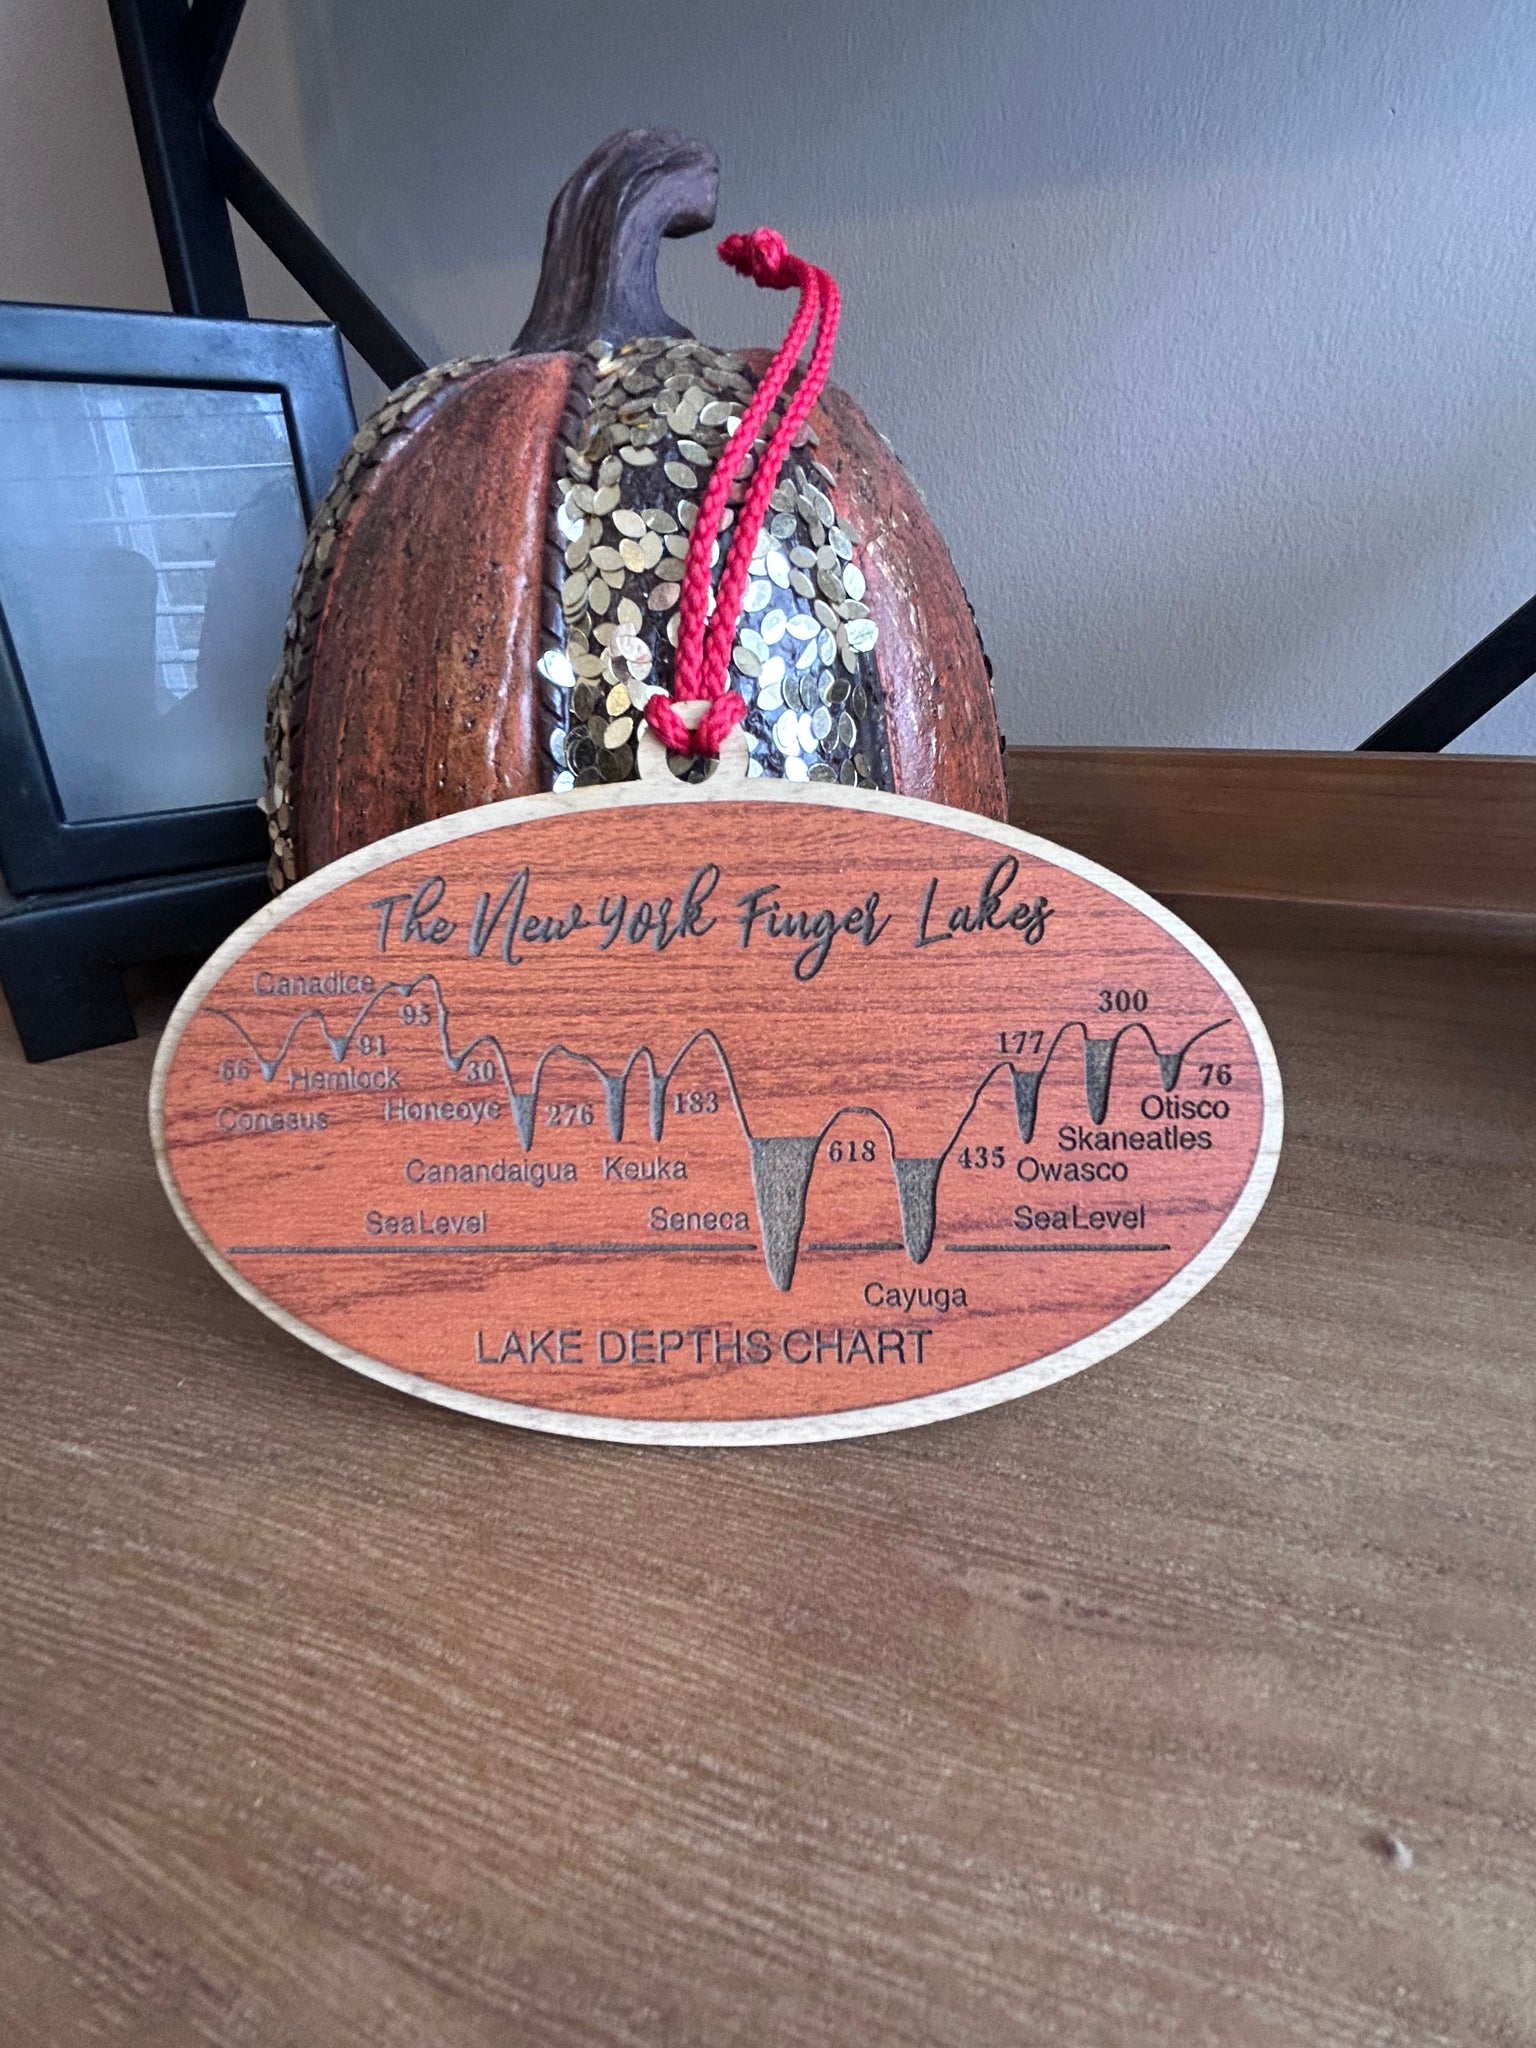 The New York Finger Lakes
Canadice
95
66
91
Hemlock
Conesus
30
Honeoye
276
Canandaigua
Keuka
183
Seneca
618
Cayuga
435
177
Owasco
300
Skaneatles
76
Otisco
Sea Level
Sea Level
LAKE DEPTHS CHART